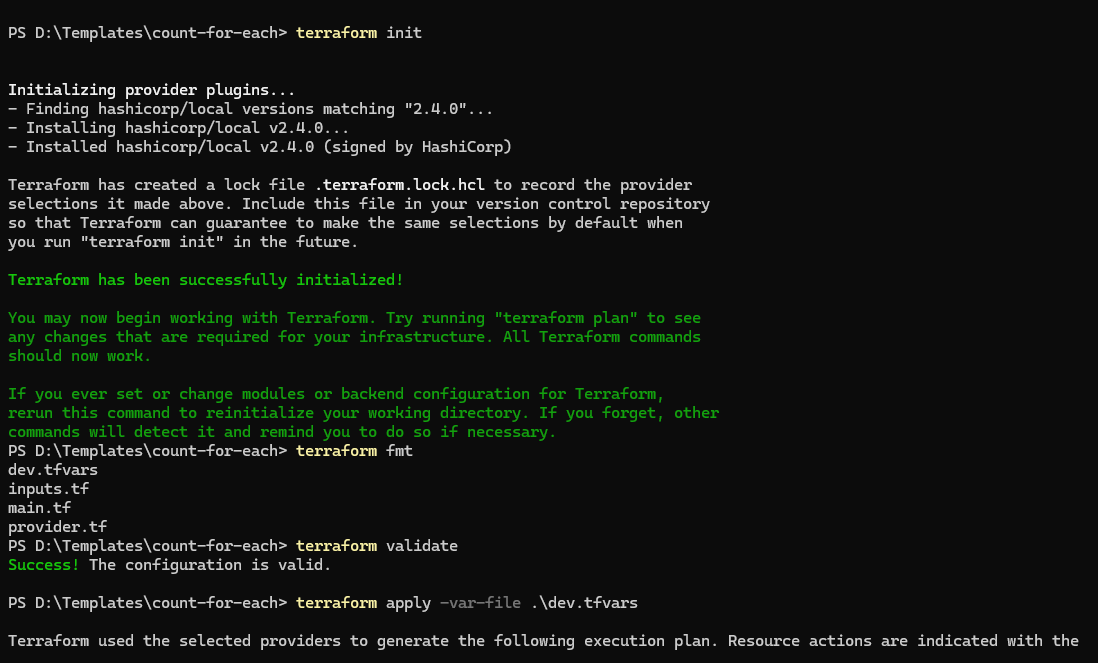 PS D:\Templates\count-for-each> terraform init
Initializing provider plugins...
- Finding hashicorp/local versions matching "2.4.0"...
- Installing hashicorp/local v2.4.0...
- Installed hashicorp/local v2.4.0 (signed by HashiCorp)
Terraform has created a lock file .terraform.lock.hcl to record the provider
selections it made above. Include this file in your version control repository
so that Terraform can guarantee to make the same selections by default when
you run "terraform init" in the future.
Terraform has been successfully initialized!
You may now begin working with Terraform. Try running "terraform plan" to see
any changes that are required for your infrastructure. All Terraform commands
should now work.
If you ever set or change modules or backend configuration for Terraform,
rerun this command to reinitialize your working directory. If you forget, other
commands will detect it and remind you to do so if necessary.
PS D:\Templates\count-for-each> terraform fmt
dev.tfvars
inputs.tf
main.tf
provider.tf
PS D:\Templates\count-for-each> terraform validate
Success! The configuration is valid.
PS D:\Templates\count-for-each> terraform apply -var-file .\dev.tfvars
Terraform used the selected providers to generate the following execution plan. Resource actions are indicated with the